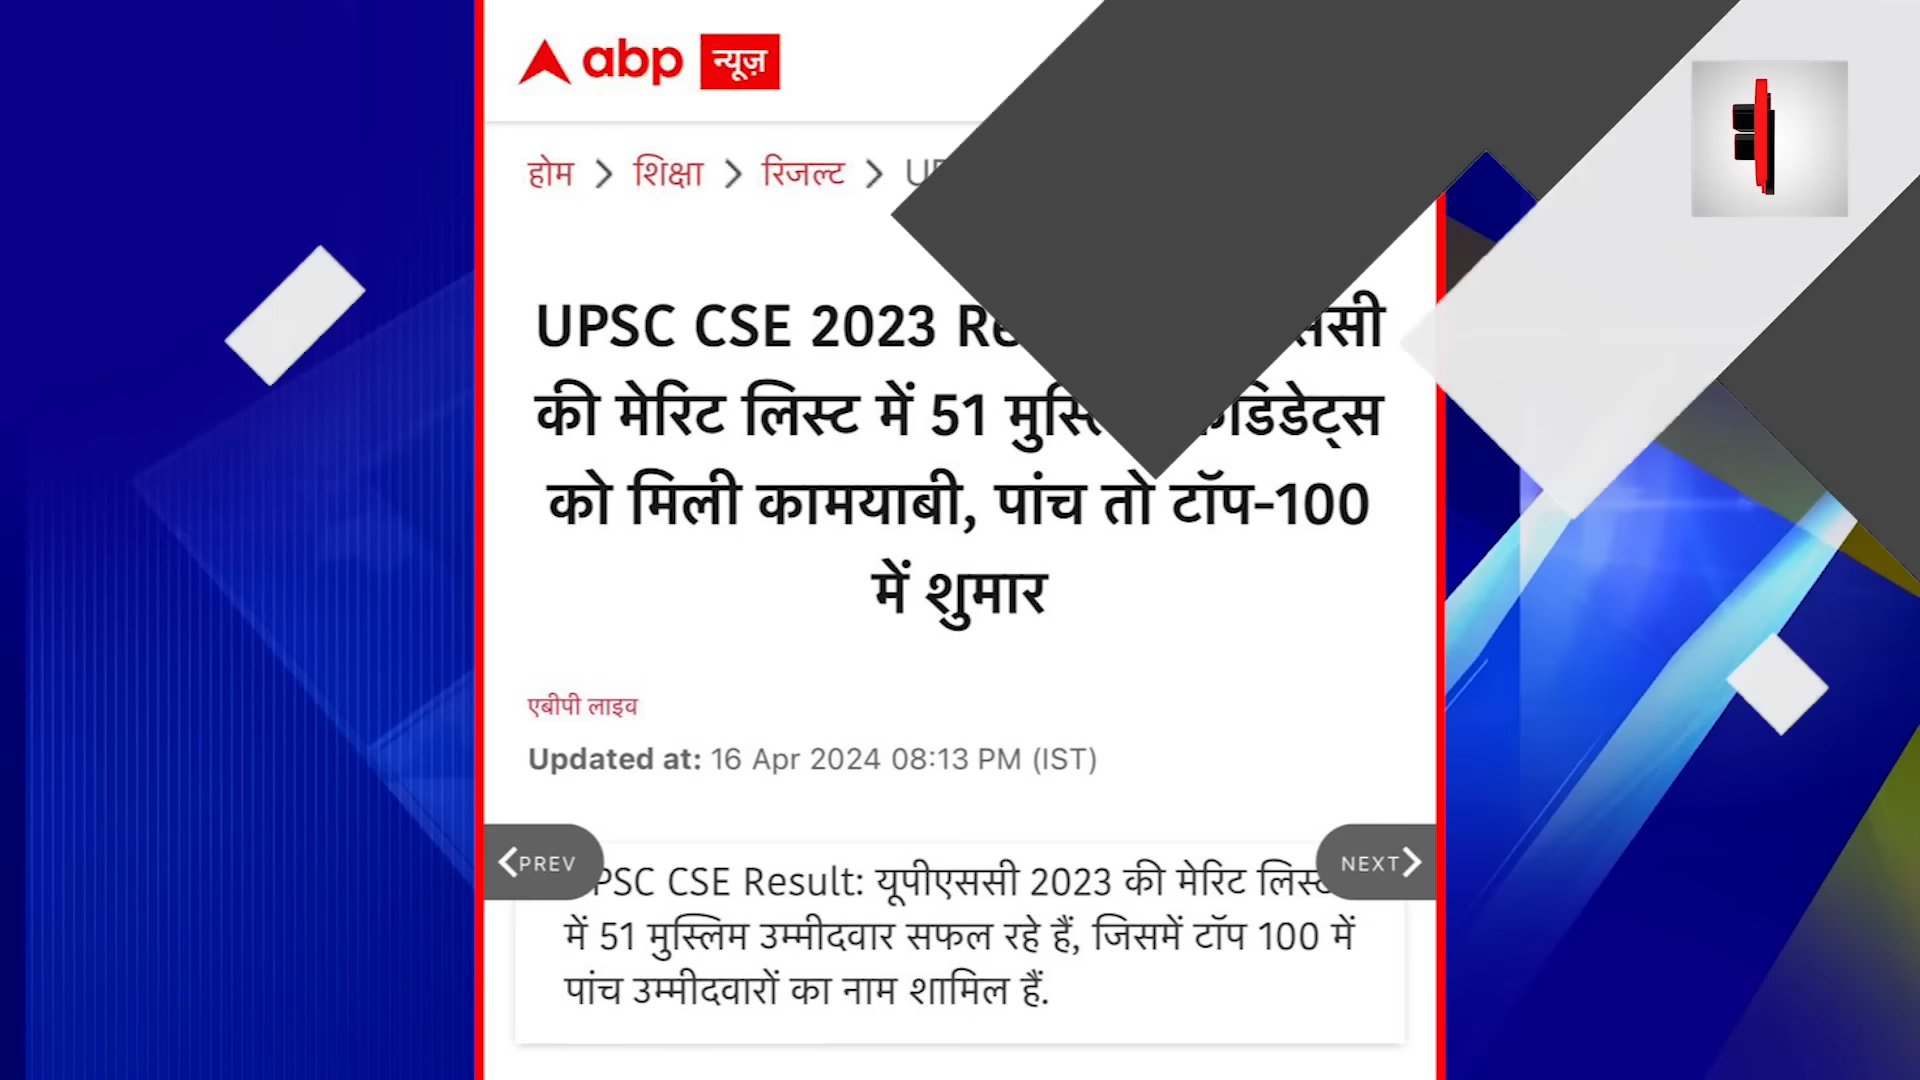 abp न्यूज़
होम > शिक्षा > रिजल्ट >
UPSC CSE 2023
की मेरिट लिस्ट में 51
को मिली कामयाबी, पांच तो टॉप-100
में शुमार
एबीपी लाइव
Updated at: 16 Apr 2024 08:13 PM (IST)
PREV
NEXT
CSE Result: यूपीएससी 2023 की मेरिट
में 51 मुस्लिम उम्मीदवार सफल रहे हैं, जिसमें टॉप 100 में
पांच उम्मीदवारों का नाम शामिल हैं.